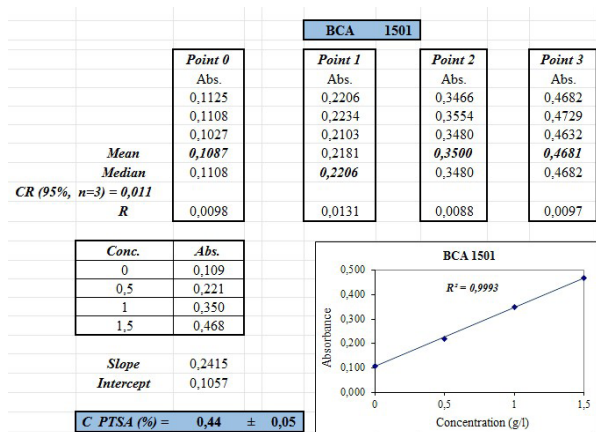 BCA 1501
Point 0 Point 1 Point 2 Point 3
Abs. Abs. Abs. Abs.
0,1125 0,2206 0,3466 0,4682
0,1108 0,2234 0,3554 0,4729
0,1027 0,2103 0,3480 0,4632
Mean 0,1087 0,2181 0,3500 0,4681
Median 0,1108 0,2206 0,3480 0,4682
CR (95%, n=3) = 0,011
R 0,0098 0,0131 0,0088 0,0097
Conc. Abs.
0 0,109
0,5 0,221
1 0,350
1,5 0,468
Slope 0,2415
Intercept 0,1057
C PTSA (%) = 0,44 ± 0,05
BCA 1501
R² = 0,9993
Absorbance
0,500
0,400
0,300
0,200
0,100
0,000
0 0,5 1 1,5
Concentration (g/l)